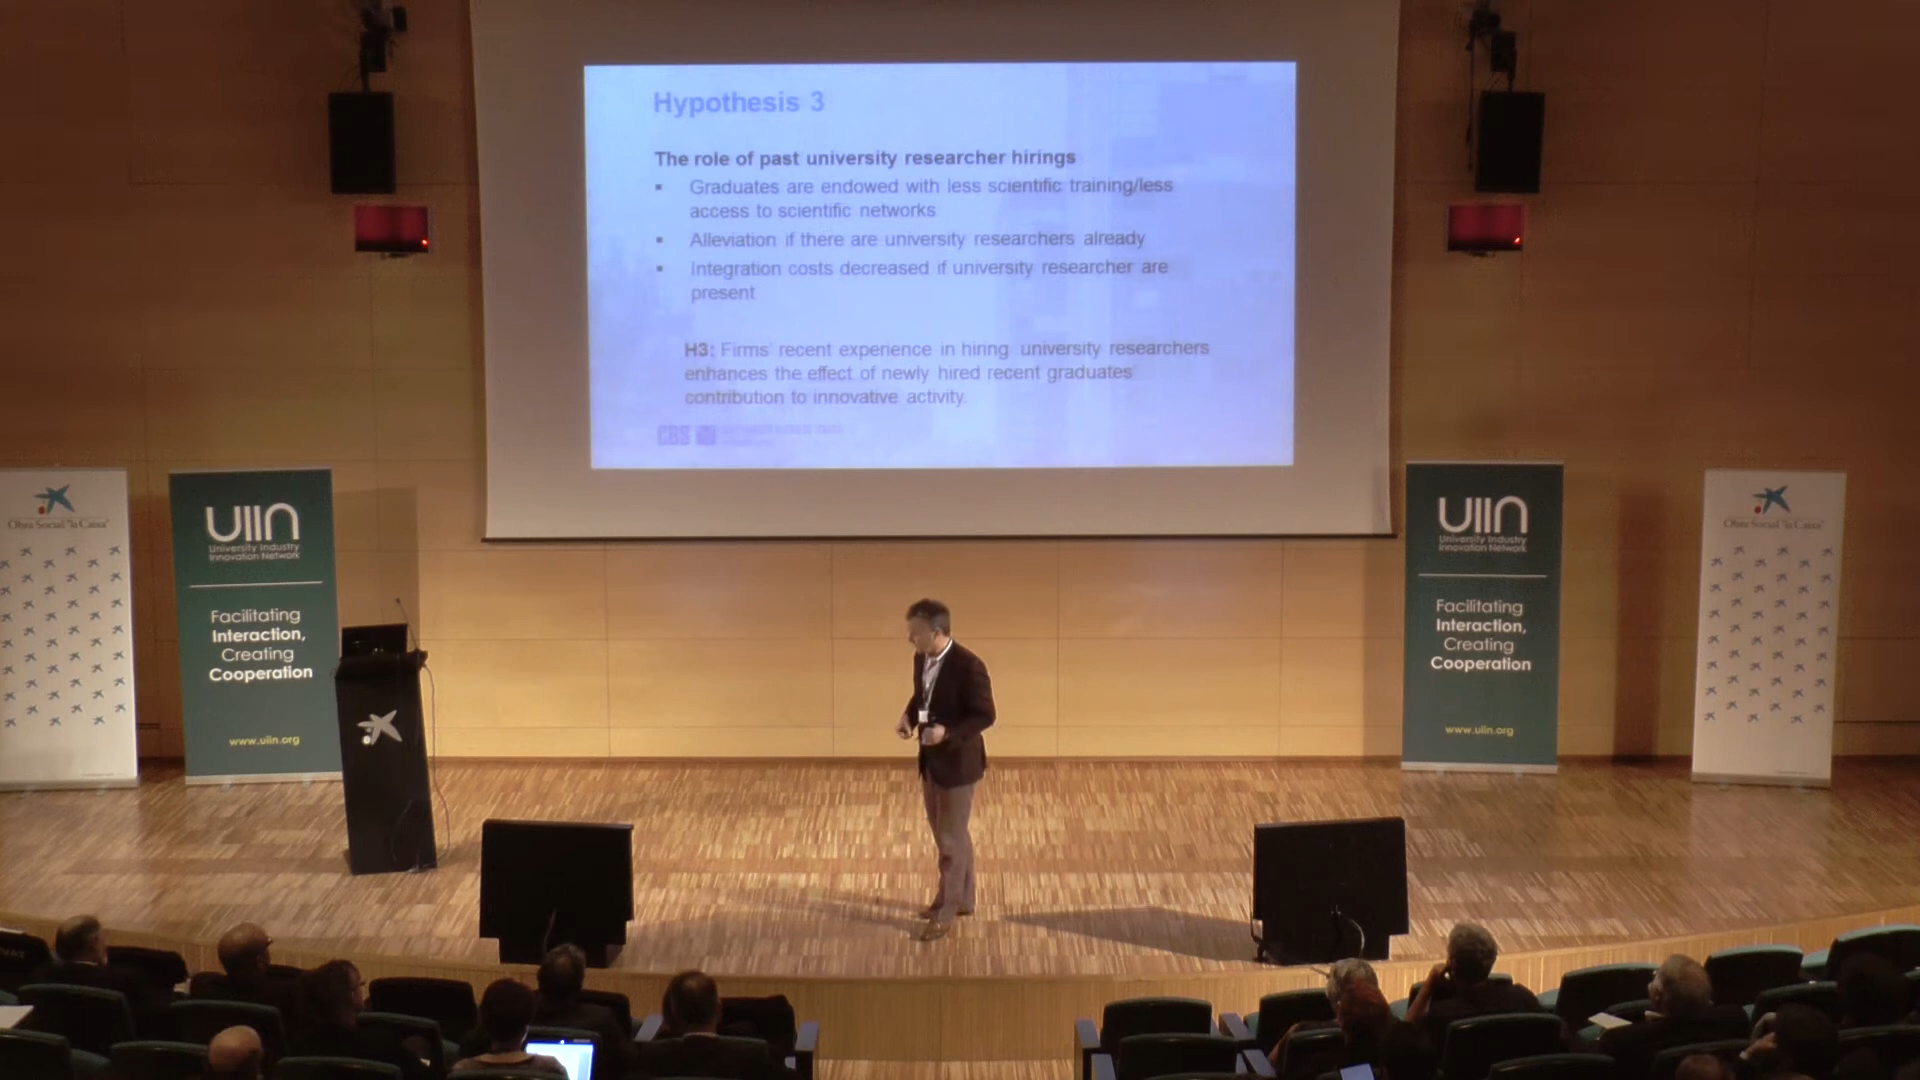 Hypothesis 3
The role of past university researcher hirings
▪ Graduates are endowed with less scientific training/less
access to scientific networks
▪ Alleviation if there are university researchers already
▪ Integration costs decreased if university researcher are
present
H3: Firms' recent experience in hiring university researchers
enhances the effect of newly hired recent graduates'
contribution to innovative activity.
CBS
Obra Social "la Caixa"
UIIN
University Industry
Innovation Network
Facilitating
Interaction,
Creating
Cooperation
www.uiin.org
UIIN
University Industry
Innovation Network
Facilitating
Interaction,
Creating
Cooperation
www.uiin.org
Obra Social "la Caixa"